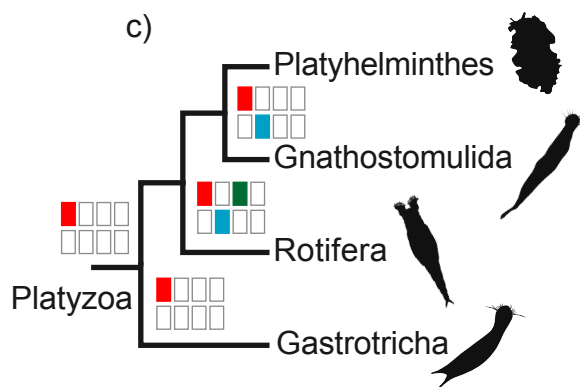 c)
Platyhelminthes
Gnathostomulida
Rotifera
Platyzoa
Gastrotricha